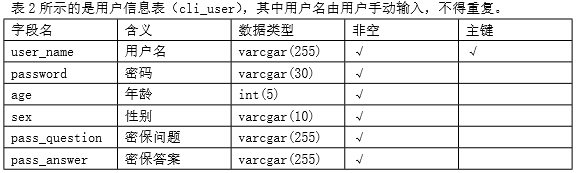 表2所示的是用户信息表（cli_user），其中用户名由用户手动输入，不得重复。
字段名 含义 数据类型 非空 主键
user_name 用户名 varcgar(255) √ √
password 密码 varcgar(30) √
age 年龄 int(5) √
sex 性别 varcgar(10) √
pass_question 密保问题 varcgar(255) √
pass_answer 密保答案 varcgar(255) √